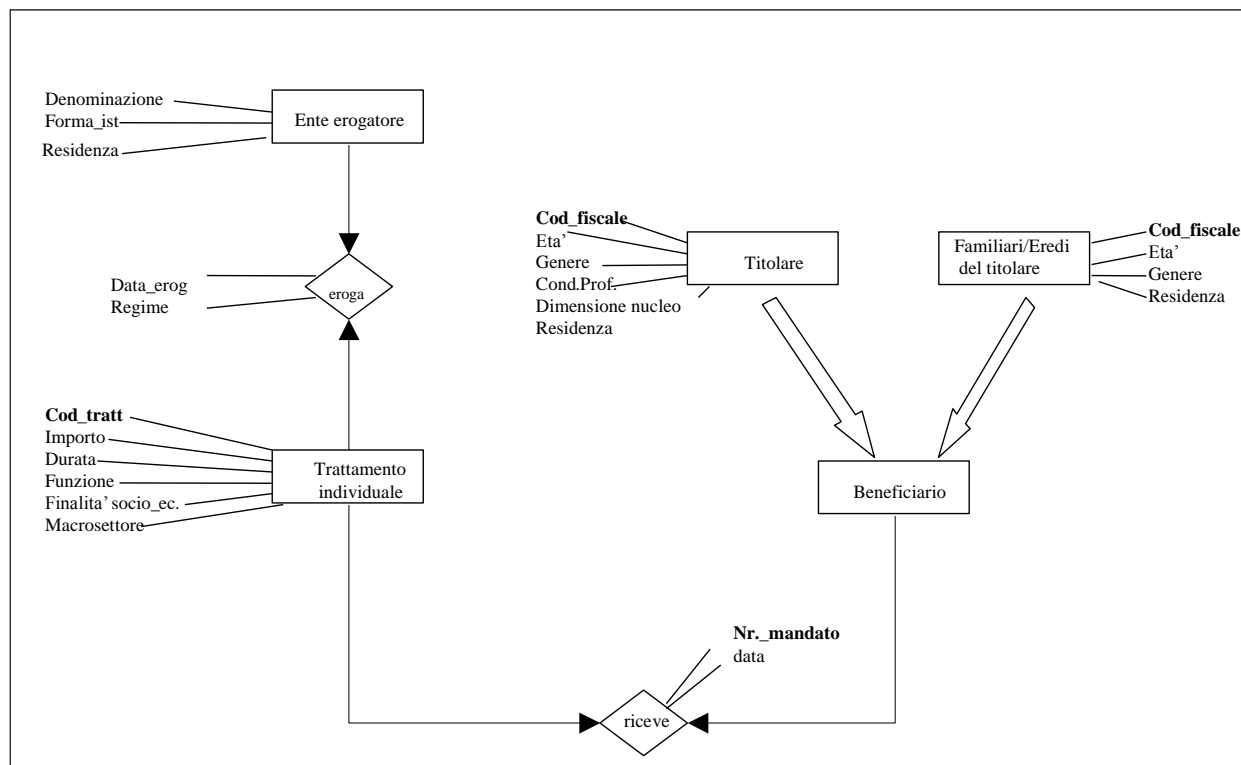 Denominazione
Forma_ist
Residenza
Ente erogatore
Data_erog
Regime
eroga
Cod_tratt
Importo
Durata
Funzione
Finalita' socio_ec.
Macrosettore
Trattamento
individuale
Cod_fiscale
Eta'
Genere
Cond.Prof.
Dimensione nucleo
Residenza
Titolare
Familiari/Eredi
del titolare
Cod_fiscale
Eta'
Genere
Residenza
Beneficiario
Nr._mandato
data
riceve